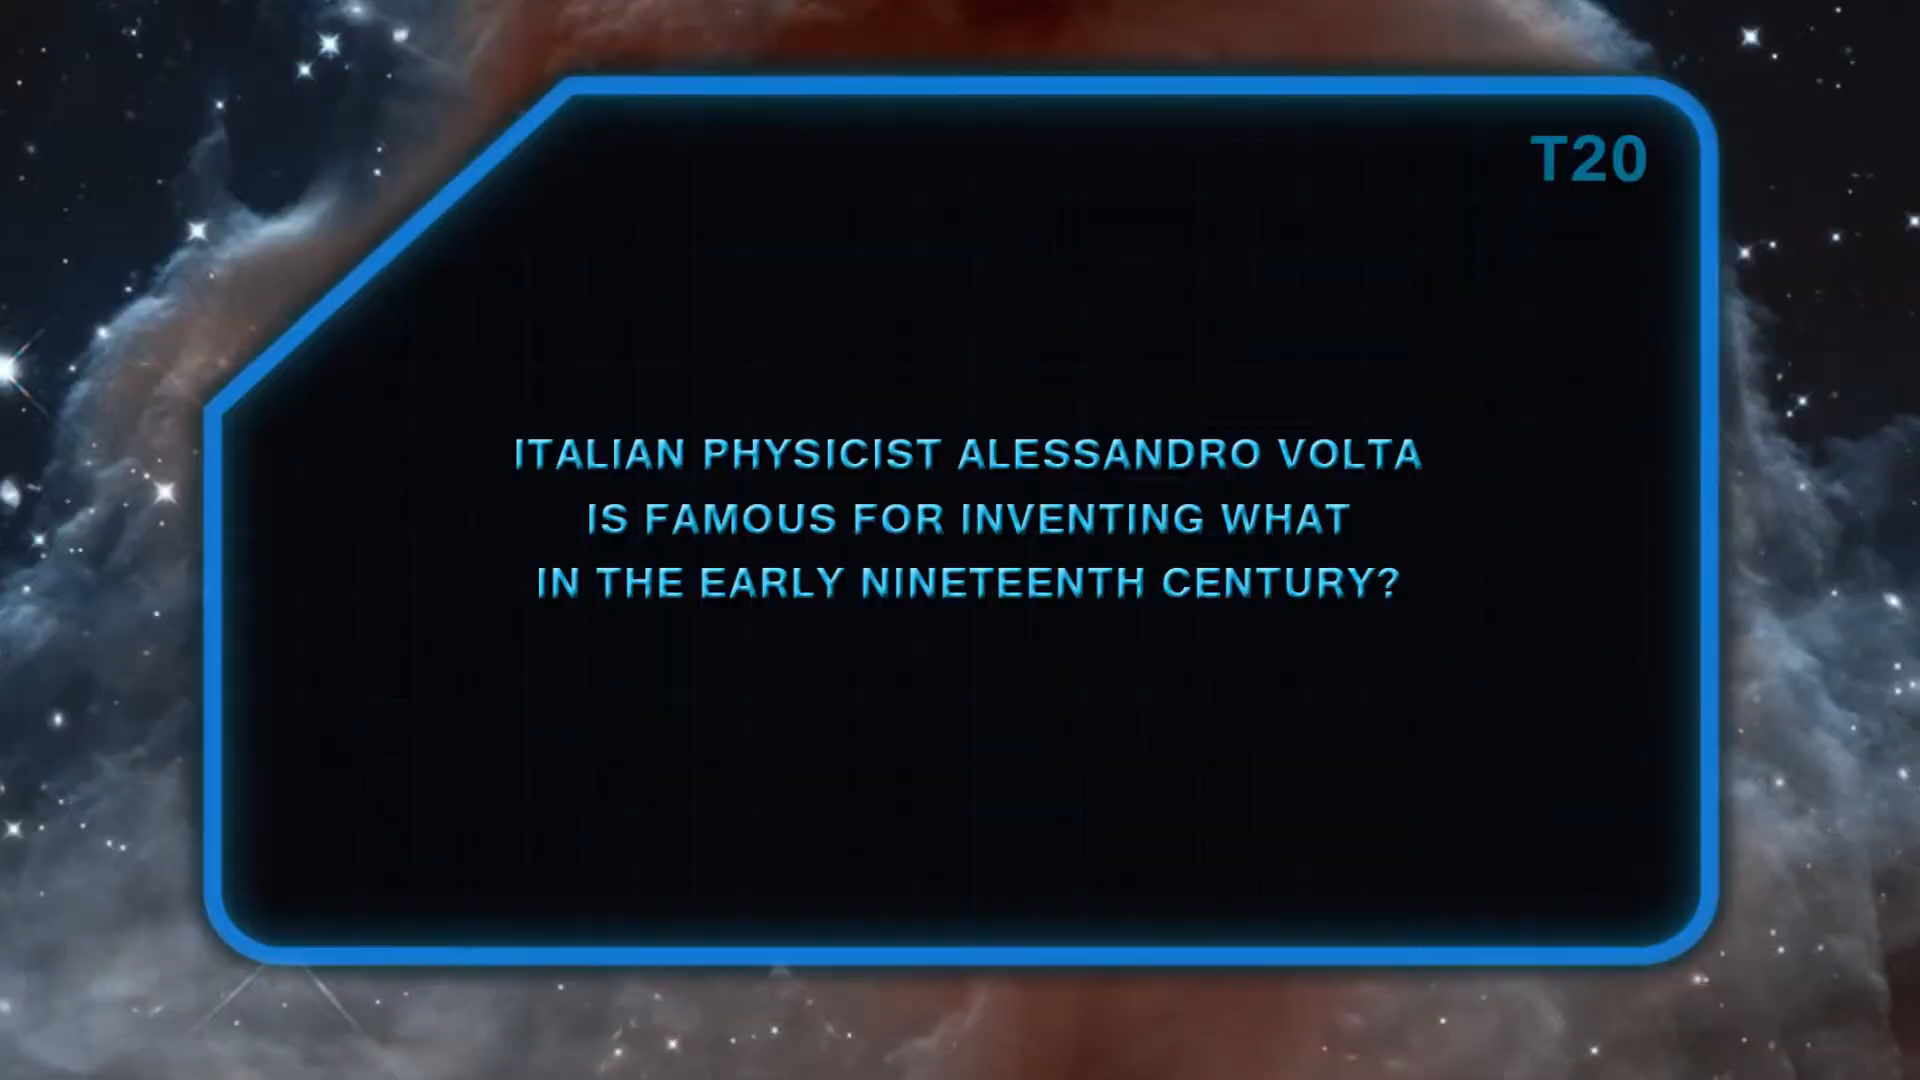 T20
ITALIAN PHYSICIST ALESSANDRO VOLTA
IS FAMOUS FOR INVENTING WHAT
IN THE EARLY NINETEENTH CENTURY?